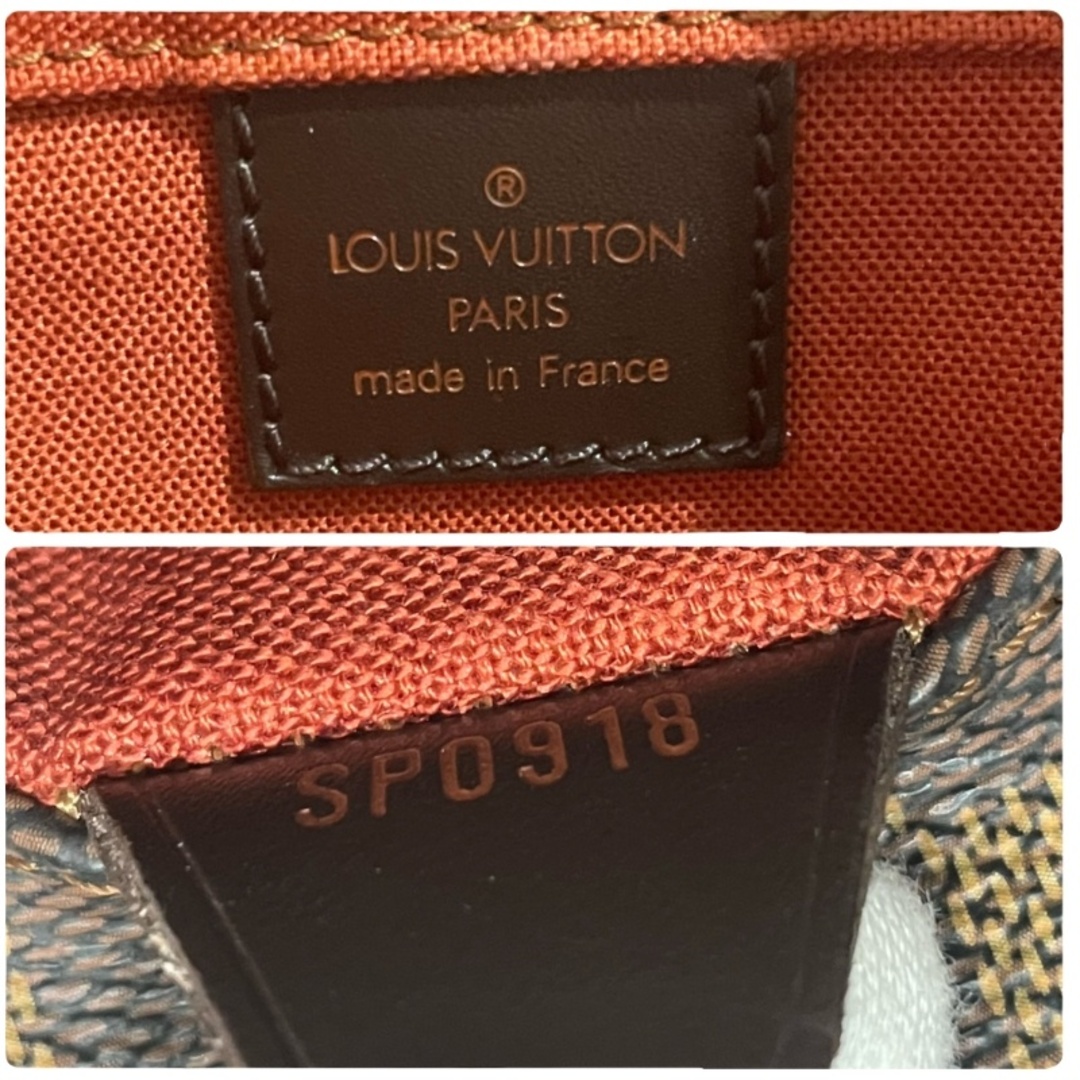 ®
LOUIS VUITTON
PARIS
made in France
SP0918